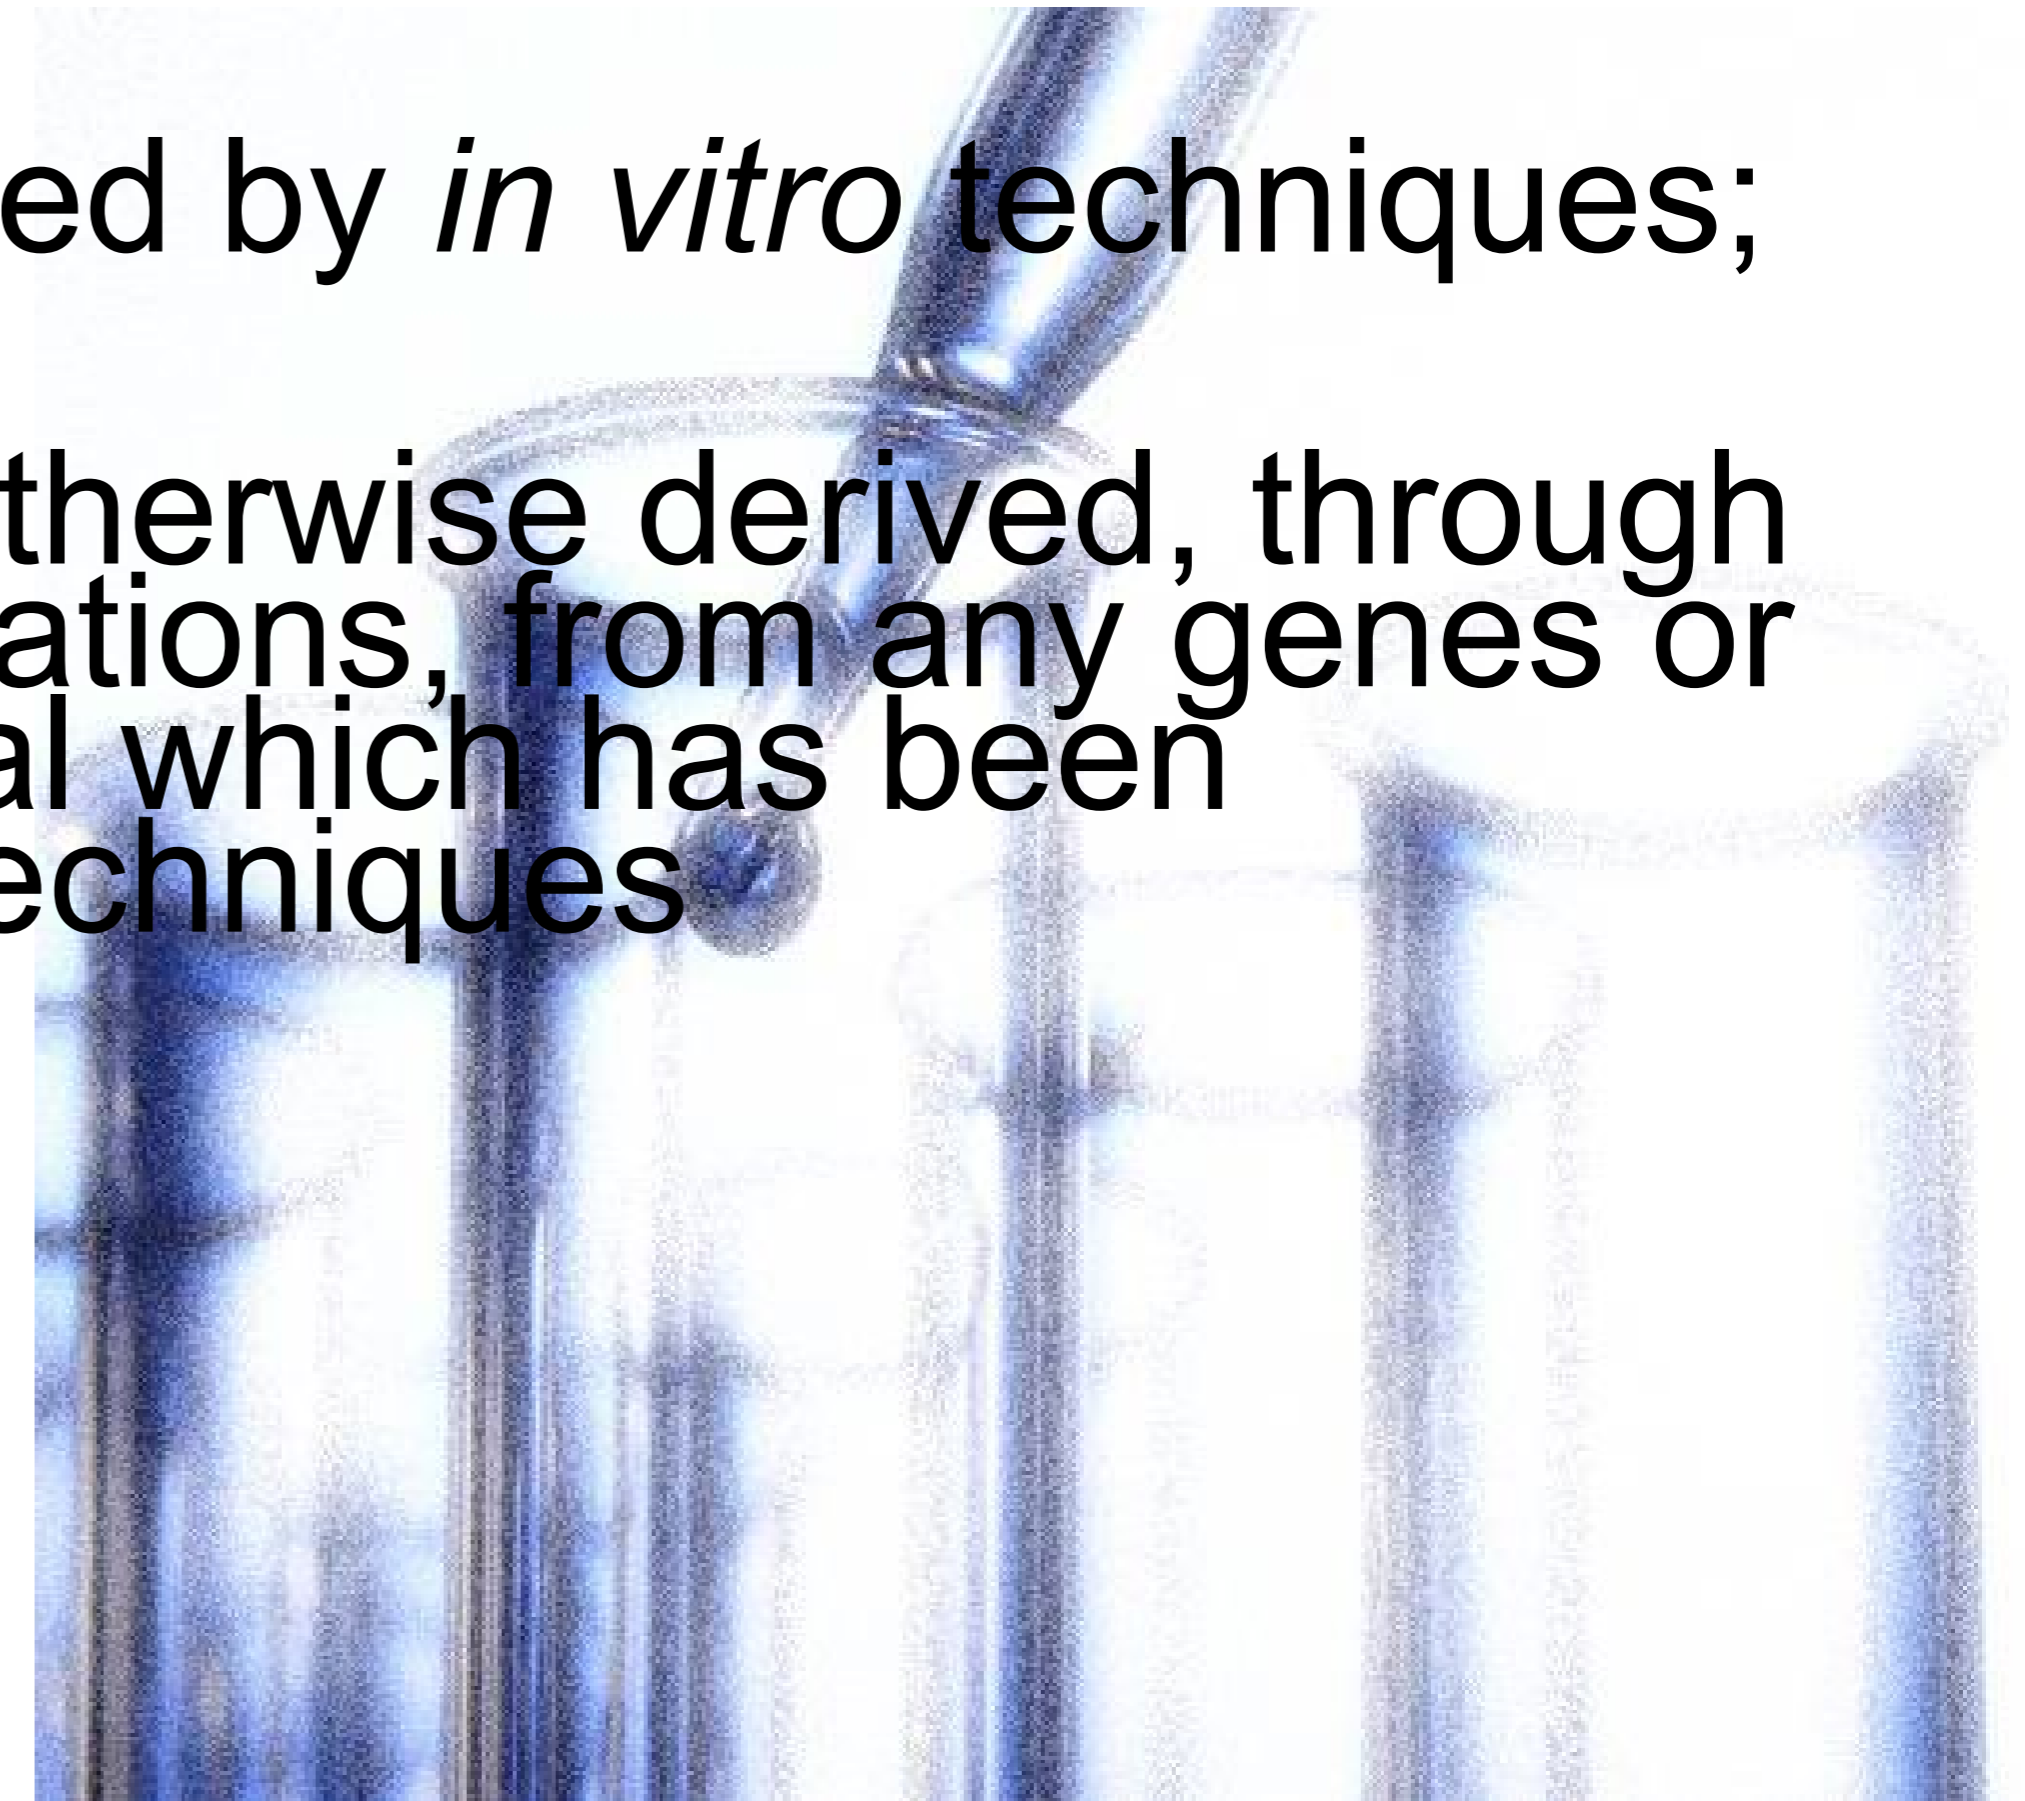 ed by in vitro techniques;
therwise derived, through
ations, from any genes or
al which has been
echniques